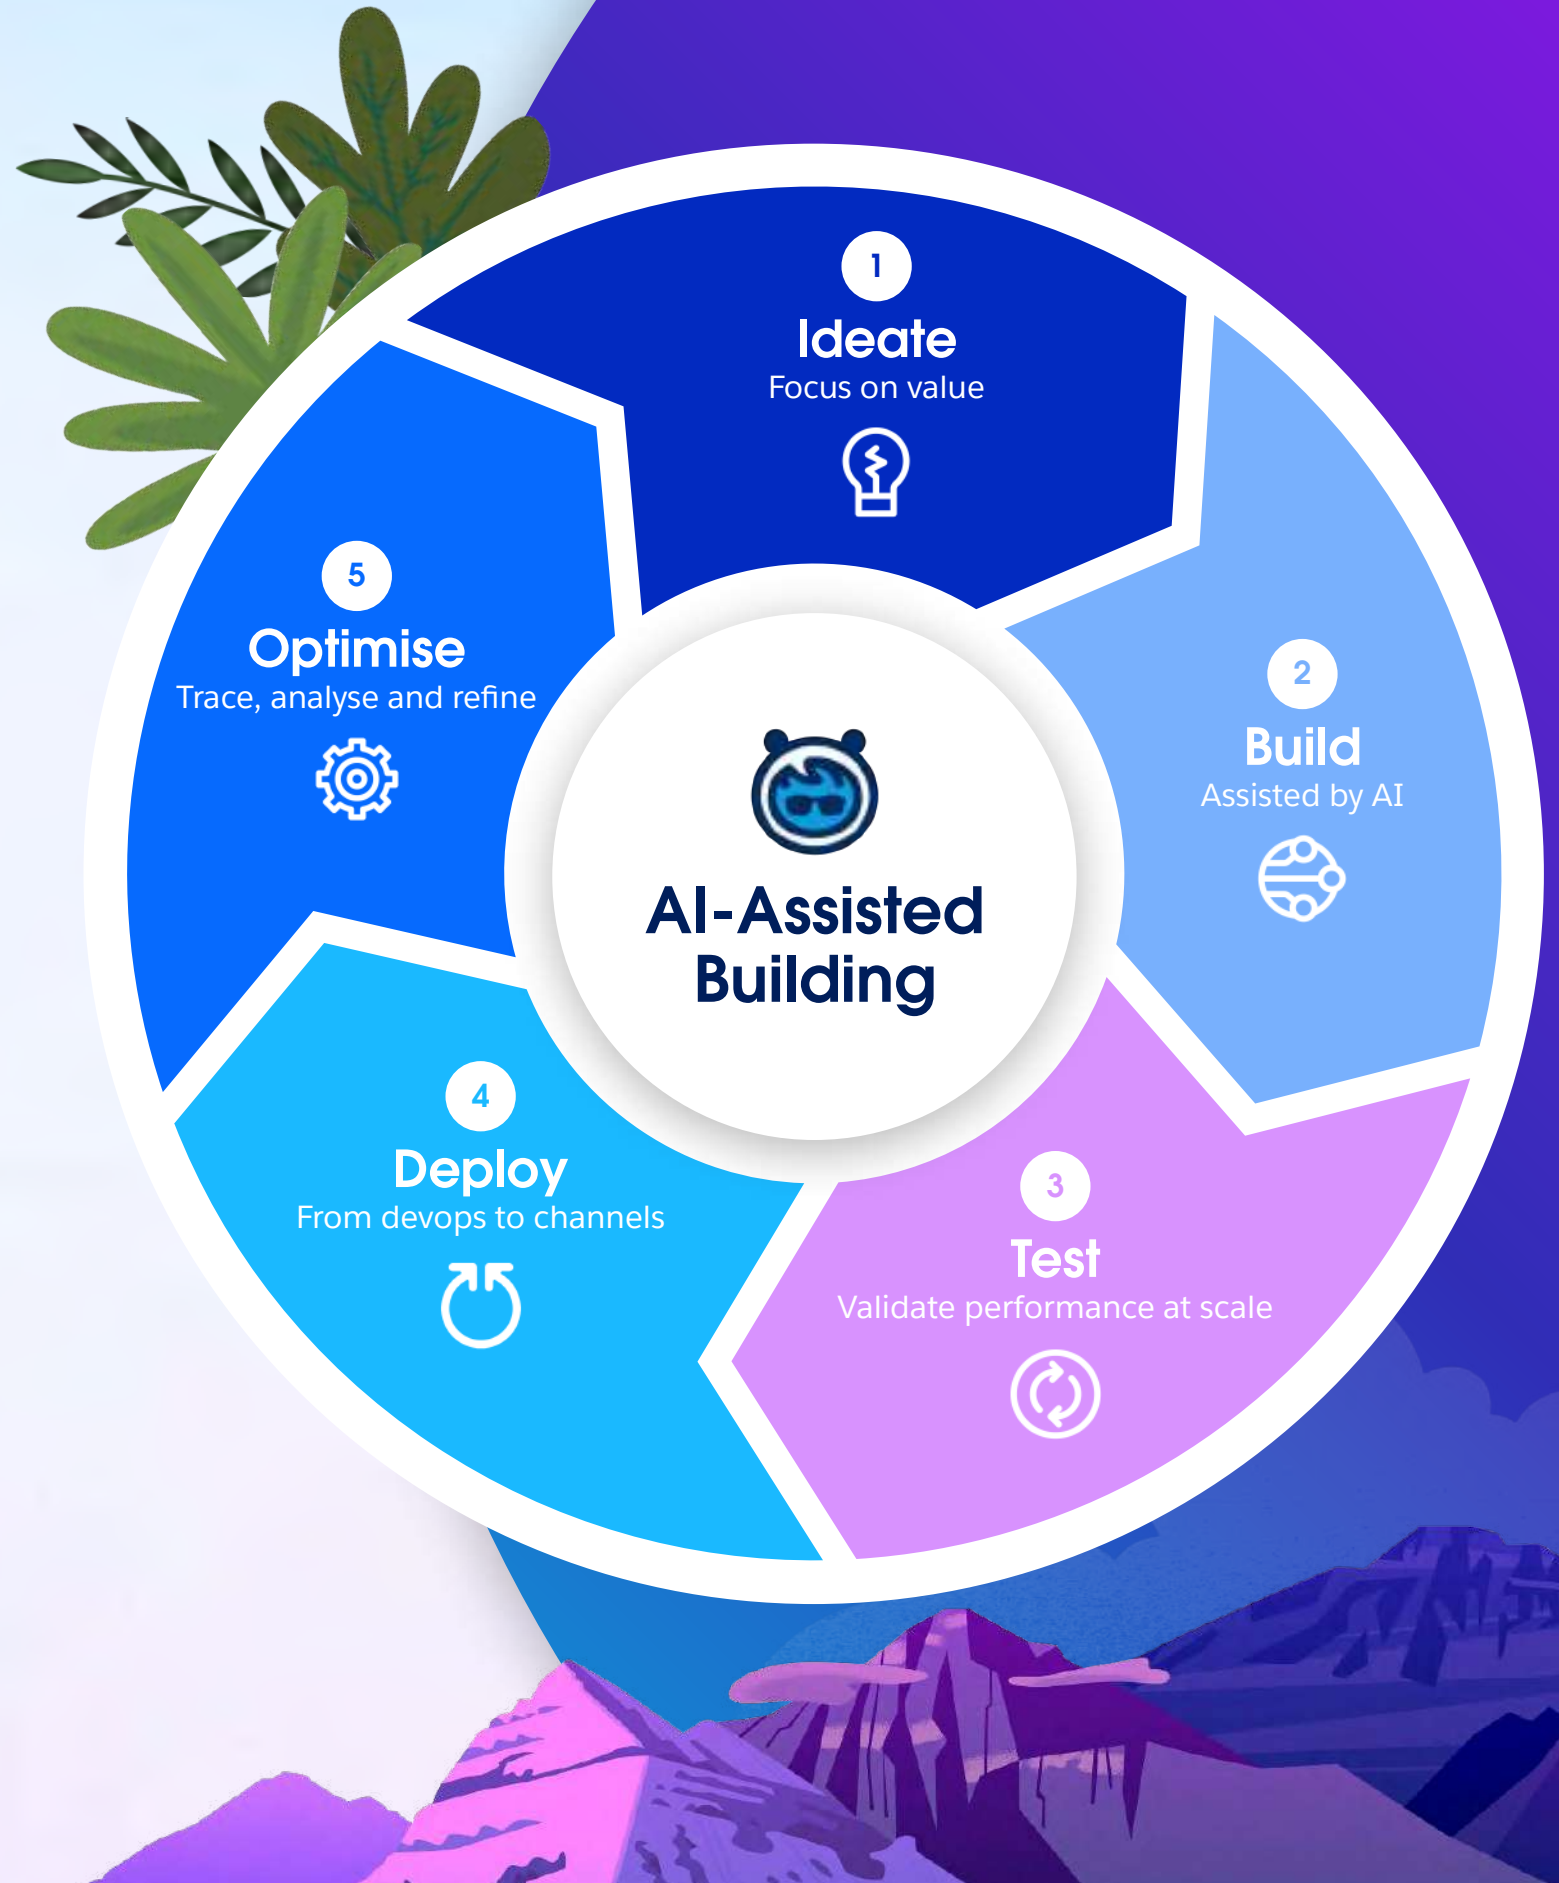 1
Ideate
Focus on value
2
Build
Assisted by AI
3
Test
Validate performance at scale
4
Deploy
From devops to channels
5
Optimise
Trace, analyse and refine
AI-Assisted
Building